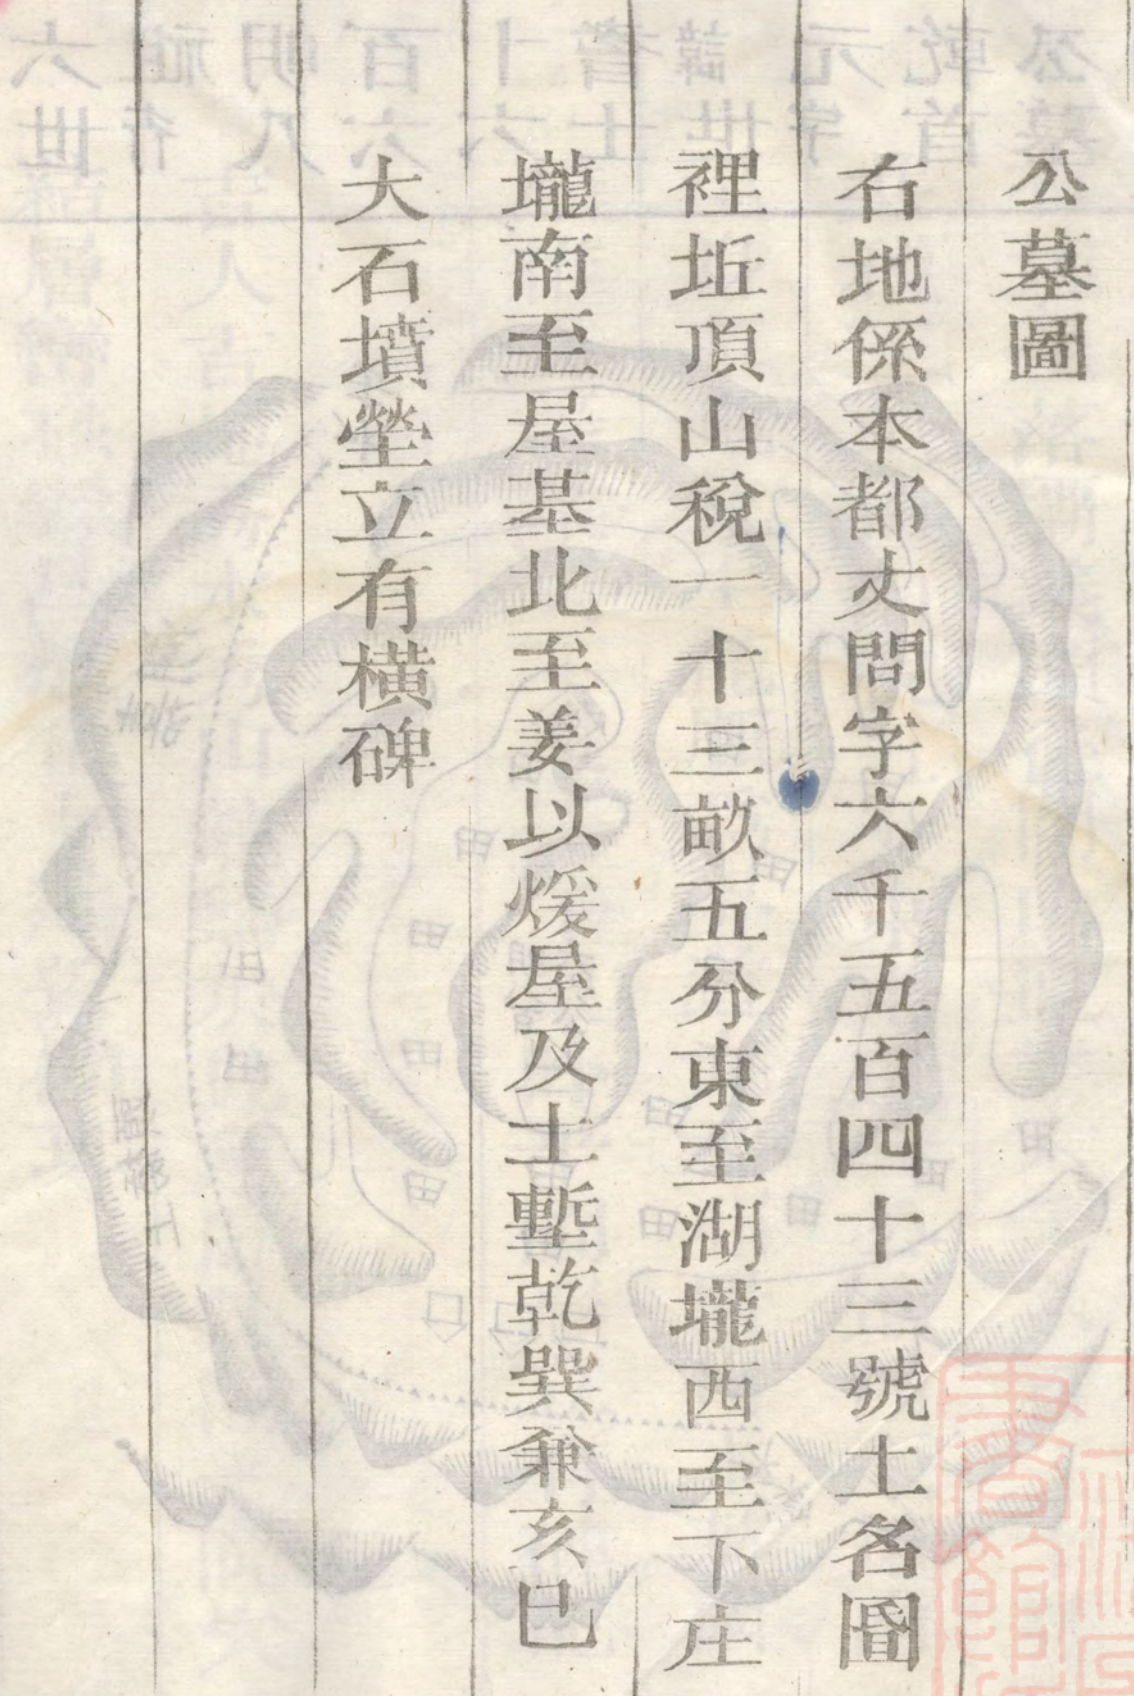 公墓圖
右地係本都丈問字六千五百四十三號土名圖
裡坵頂山稅一十三畝五分東至湖壠西至下庄
壠南至屋基北至姜以煖屋及土塹乾巽兼亥巳
大石墳塋立有橫碑